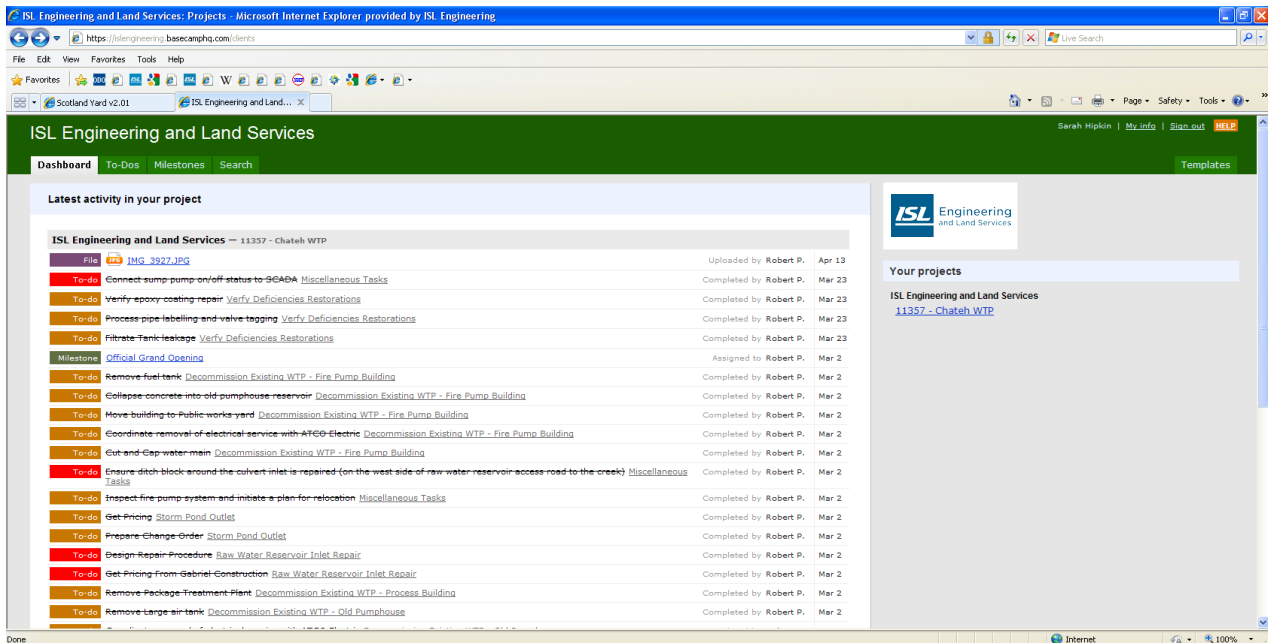 ISL Engineering and Land Services: Projects - Microsoft Internet Explorer provided by ISL Engineering
https://islengineering.basecamphq.com/clients
Live Search
File Edit View Favorites Tools Help
Favorites
Scotland Yard v2.01 ISL Engineering and Land... X
Page Safety Tools
ISL Engineering and Land Services
Sarah Hipkin | My info | Sign out HELP
Dashboard To-Dos Milestones Search Templates
Latest activity in your project
ISL Engineering and Land Services
ISL Engineering and Land Services — 11357 - Chateh WTP
File JPG IMG_3927.JPG Uploaded by Robert P. Apr 13
To-do Connect sump pump on/off status to SCADA Miscellaneous Tasks Completed by Robert P. Mar 23
To-do Verify epoxy coating repair Verfy Deficiencies Restorations Completed by Robert P. Mar 23
To-do Process pipe labelling and valve tagging Verfy Deficiencies Restorations Completed by Robert P. Mar 23
To-do Filtrate Tank leakage Verfy Deficiencies Restorations Completed by Robert P. Mar 23
Milestone Official Grand Opening Assigned to Robert P. Mar 2
To-do Remove fuel tank Decommission Existing WTP - Fire Pump Building Completed by Robert P. Mar 2
To-do Collapse concrete into old pumphouse reservoir Decommission Existing WTP - Fire Pump Building Completed by Robert P. Mar 2
To-do Move building to Public works yard Decommission Existing WTP - Fire Pump Building Completed by Robert P. Mar 2
To-do Coordinate removal of electrical service with ATCO Electric Decommission Existing WTP - Fire Pump Building Completed by Robert P. Mar 2
To-do Cut and Cap water main Decommission Existing WTP - Fire Pump Building Completed by Robert P. Mar 2
To-do Ensure ditch block around the culvert inlet is repaired (on the west side of raw water reservoir access road to the creek) Miscellaneous Completed by Robert P. Mar 2
Tasks
To-do Inspect fire pump system and initiate a plan for relocation Miscellaneous Tasks Completed by Robert P. Mar 2
To-do Get Pricing Storm Pond Outlet Completed by Robert P. Mar 2
To-do Prepare Change Order Storm Pond Outlet Completed by Robert P. Mar 2
To-do Design Repair Procedure Raw Water Reservoir Inlet Repair Completed by Robert P. Mar 2
To-do Get Pricing From Gabriel Construction Raw Water Reservoir Inlet Repair Completed by Robert P. Mar 2
To-do Remove Package Treatment Plant Decommission Existing WTP - Process Building Completed by Robert P. Mar 2
To-do Remove Large air tank Decommission Existing WTP - Old Pumphouse Completed by Robert P. Mar 2
ISL Engineering
and Land Services
Your projects
ISL Engineering and Land Services
11357 - Chateh WTP
Done Internet 100%